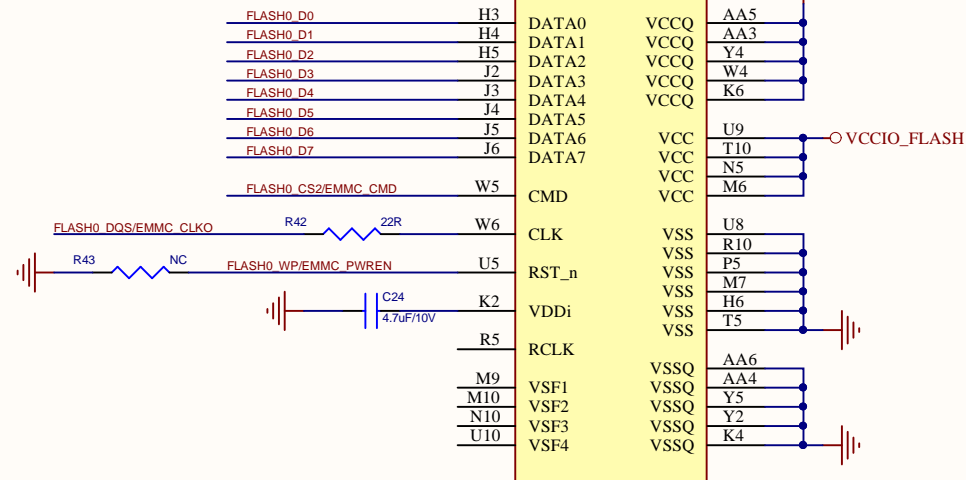 FLASH0_D0 H3 DATA0 VCCQ AA5
FLASH0_D1 H4 DATA1 VCCQ AA3
FLASH0_D2 H5 DATA2 VCCQ Y4
FLASH0_D3 J2 DATA3 VCCQ W4
FLASH0_D4 J3 DATA4 VCCQ K6
FLASH0_D5 J4 DATA5
FLASH0_D6 J5 DATA6 VCC U9 VCCIO_FLASH
FLASH0_D7 J6 DATA7 VCC T10
VCC N5
FLASH0_CS2/EMMC_CMD W5 CMD VCC M6
FLASH0_DQS/EMMC_CLKO R42 22R W6 CLK VSS U8
VSS R10
R43 NC FLASH0_WP/EMMC_PWREN U5 RST_n VSS P5
VSS M7
C24 4.7uF/10V K2 VDDi VSS H6
VSS T5
R5 RCLK
VSSQ AA6
M9 VSF1 VSSQ AA4
M10 VSF2 VSSQ Y5
N10 VSF3 VSSQ Y2
U10 VSF4 VSSQ K4